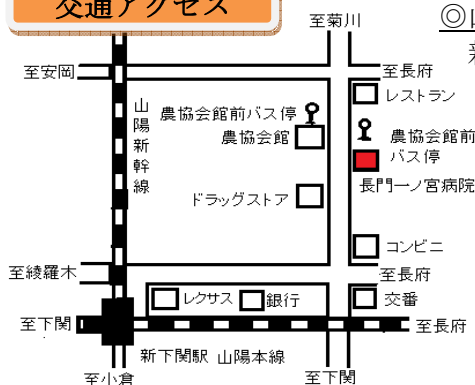 交通アクセス
至菊川
◎
至安岡
至長府
レストラン
山陽新幹線
農協会館前バス停
農協会館
農協会館前
バス停
長門一ノ宮病院
ドラッグストア
コンビニ
至綾羅木
至長府
レクサス
銀行
交番
至下関
至長府
新下関駅 山陽本線
至小倉
至下関